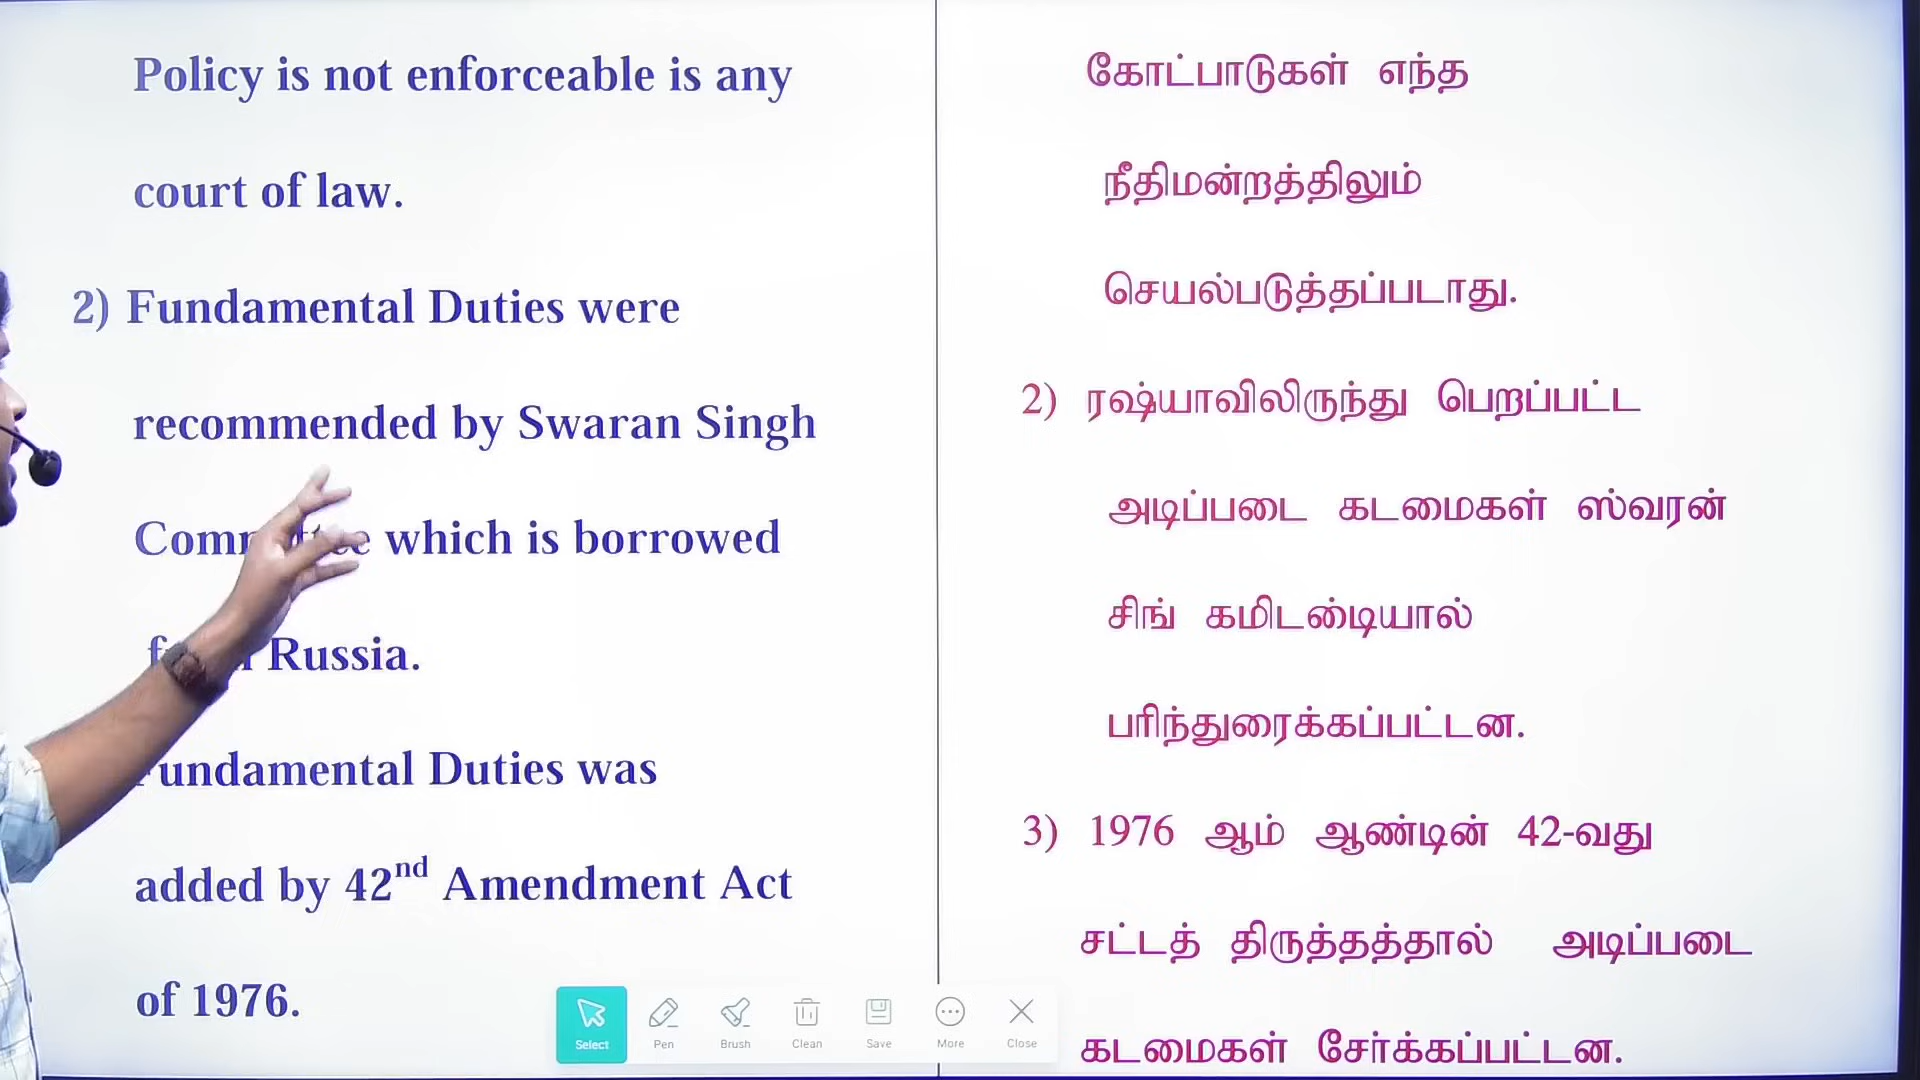 Policy is not enforceable is any
court of law.
2) Fundamental Duties were
recommended by Swaran Singh
which is borrowed
Russia.
Fundamental Duties was
added by 42nd Amendment Act
of 1976.
கோட்பாடுகள் எந்த
நீதிமன்றத்திலும்
செயல்படுத்தப்படாது.
2) ரஷ்யாவிலிருந்து பெறப்பட்ட
அடிப்படை கடமைகள் ஸ்வரன்
சிங்
பரிந்துரைக்கப்பட்டன.
3) 1976 ஆம் ஆண்டின் 42-வது
சட்டத் திருத்தத்தால் அடிப்படை
கடமைகள் சேர்க்கப்பட்டன.
Select Pen Brush Clean Save More Close